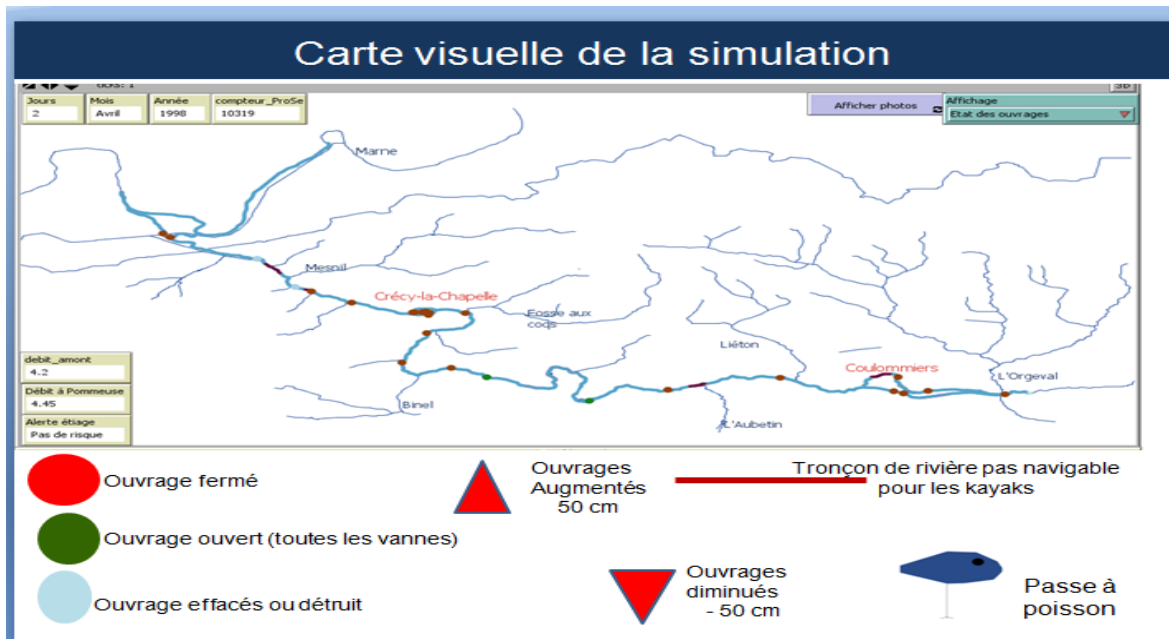 Carte visuelle de la simulation
ticks: 1
3D
Jours
2
Mois
Avril
Année
1998
compteur_ProSe
10319
Afficher photos
Affichage
Etat des ouvrages
Marne
Mesnil
Crécy-la-Chapelle
Fosse aux
coqs
Liéton
Coulommiers
L'Orgeval
Binel
L'Aubetin
debit_amont
4.2
Débit à Pommeuse
4.45
Alerte étiage
Pas de risque
Ouvrage fermé
Ouvrages
Augmentés
50 cm
Tronçon de rivière pas navigable
pour les kayaks
Ouvrage ouvert (toutes les vannes)
Ouvrage effacés ou détruit
Ouvrages
diminués
- 50 cm
Passe à
poisson